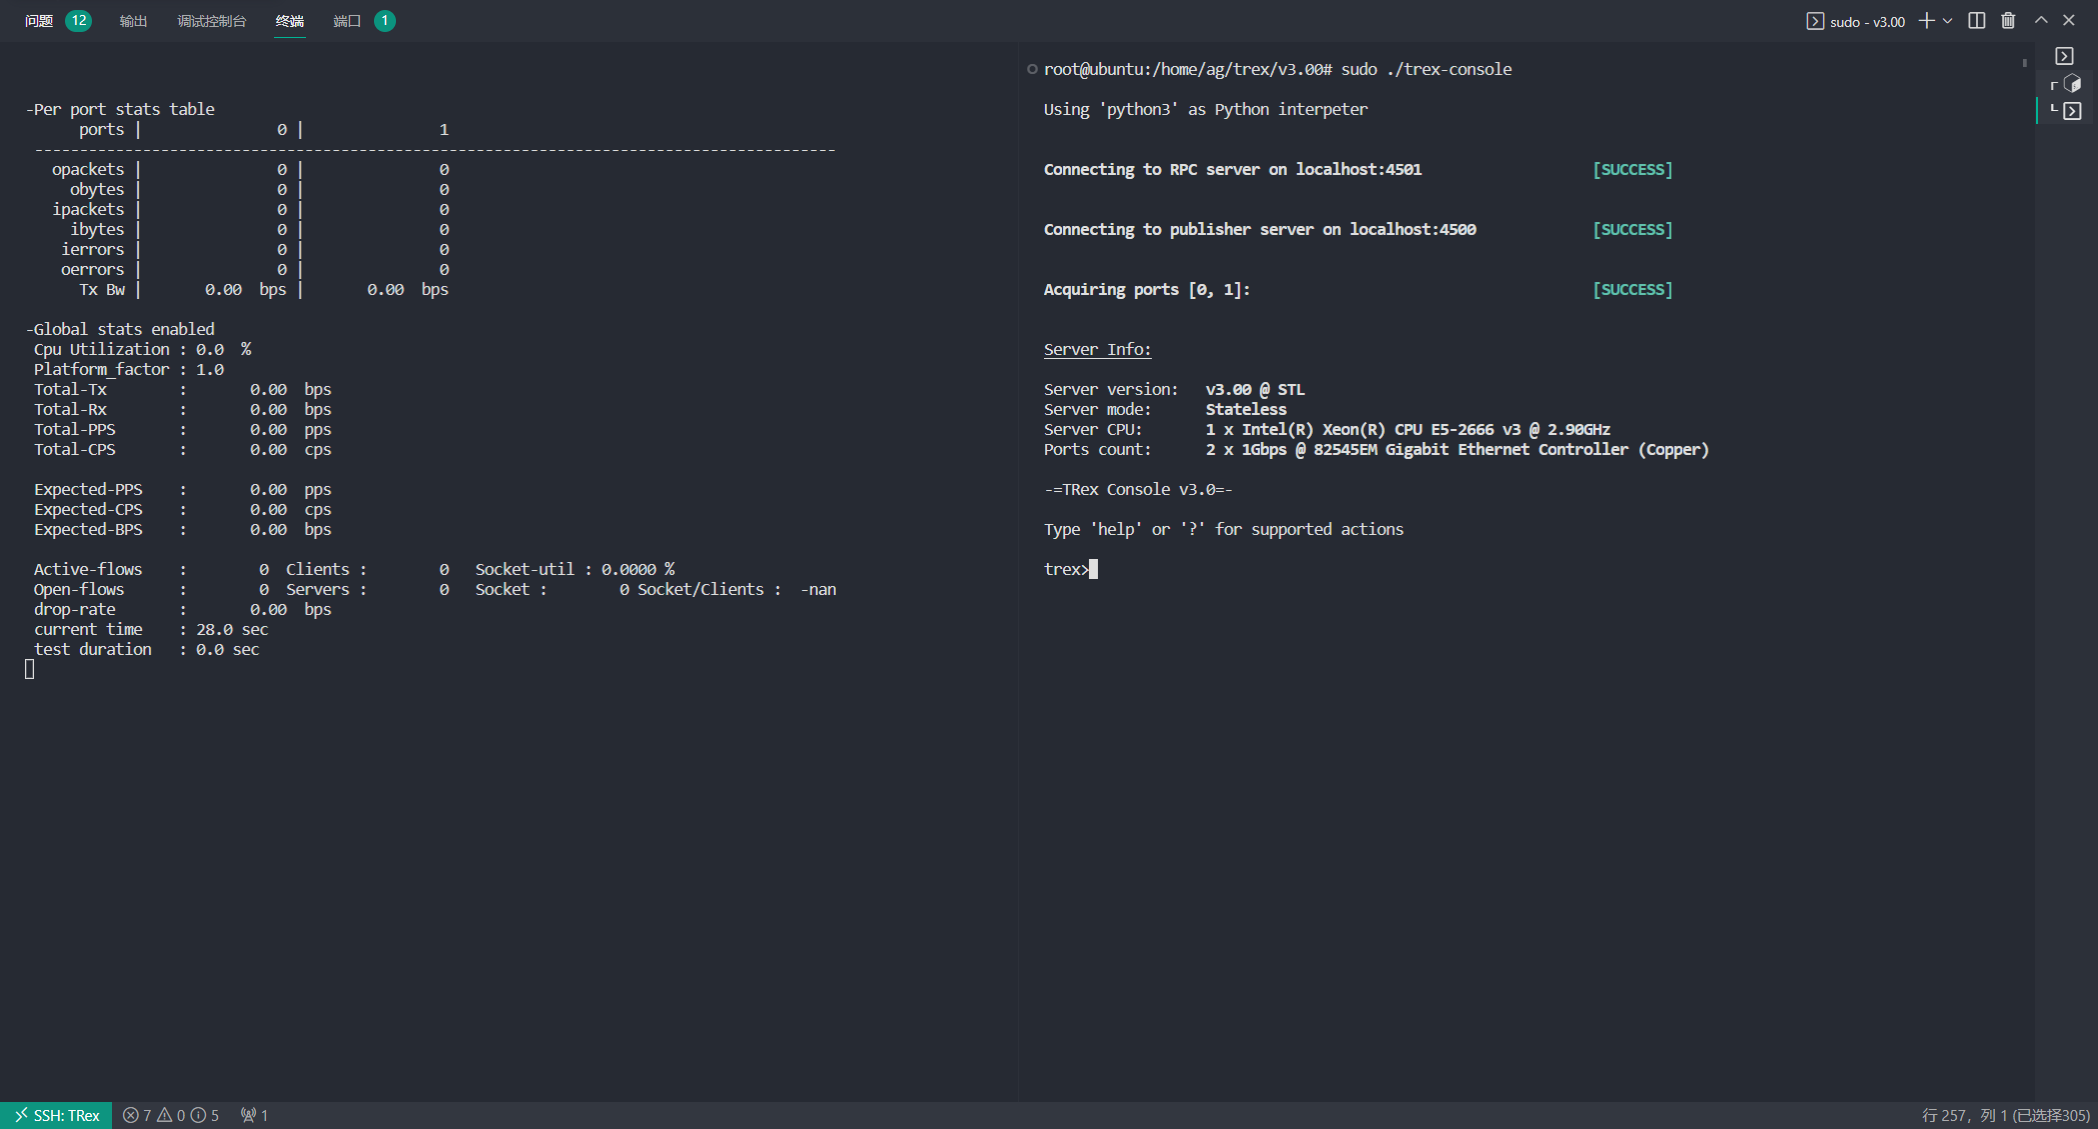 问题 12 输出 调试控制台 终端 端口 1 sudo - v3.00
-Per port stats table
ports | 0 | 1
-----------------------------------------------------------------------------------------
opackets | 0 | 0
obytes | 0 | 0
ipackets | 0 | 0
ibytes | 0 | 0
ierrors | 0 | 0
oerrors | 0 | 0
Tx Bw | 0.00 bps | 0.00 bps
-Global stats enabled
Cpu Utilization : 0.0 %
Platform_factor : 1.0
Total-Tx : 0.00 bps
Total-Rx : 0.00 bps
Total-PPS : 0.00 pps
Total-CPS : 0.00 cps
Expected-PPS : 0.00 pps
Expected-CPS : 0.00 cps
Expected-BPS : 0.00 bps
Active-flows : 0 Clients : 0 Socket-util : 0.0000 %
Open-flows : 0 Servers : 0 Socket : 0 Socket/Clients : -nan
drop-rate : 0.00 bps
current time : 28.0 sec
test duration : 0.0 sec
root@ubuntu:/home/ag/trex/v3.00# sudo ./trex-console
Using 'python3' as Python interpeter
Connecting to RPC server on localhost:4501 [SUCCESS]
Connecting to publisher server on localhost:4500 [SUCCESS]
Acquiring ports [0, 1]: [SUCCESS]
Server Info:
Server version: v3.00 @ STL
Server mode: Stateless
Server CPU: 1 x Intel(R) Xeon(R) CPU E5-2666 v3 @ 2.90GHz
Ports count: 2 x 1Gbps @ 82545EM Gigabit Ethernet Controller (Copper)
-=TRex Console v3.0=-
Type 'help' or '?' for supported actions
trex>
SSH: TRex 7 0 5 1 行 257，列 1 (已选择305)